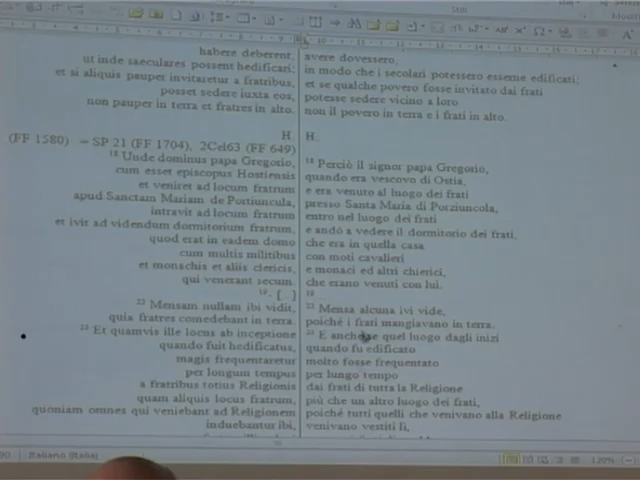 habere deberent,
ut inde saeculares possent hedificari;
et si aliquis pauper invitaretur a fratribus,
posset sedere iuxta eos,
non pauper in terra et fratres in alto.
H.
(FF 1580) = SP 21 (FF 1704), 2Cel63 (FF 649)
18 Unde dominus papa Gregorio,
cum esset episcopus Hostiensis
et veniret ad locum fratrum
apud Sanctam Mariam de Portiuncula,
intravit ad locum fratrum
et ivit ad videndum dormitorium fratrum,
quod erat in eadem domo
cum multis militibus
et monachis et aliis clericis,
qui venerant secum.
19- [...]
22 Mensam nullam ibi vidit,
quia fratres comedebant in terra.
23 Et quamvis ille locus ab inceptione
quando fuit hedificatus,
magis frequentaretur
per longum tempus
a fratribus totius Religionis
quam aliquis locus fratrum,
quoniam omnes qui veniebant ad Religionem
induebantur ibi,
avere dovessero,
in modo che i secolari potessero esserne edificati;
et se qualche povero fosse invitato dai frati
potesse sedere vicino a loro
non il povero in terra e i frati in alto.
H.
18 Perciò il signor papa Gregorio,
quando era vescovo di Ostia,
e era venuto al luogo dei frati
presso Santa Maria di Porziuncola,
entro nel luogo dei frati
e andò a vedere il dormitorio dei frati,
che era in quella casa
con moti cavalieri
e monaci ed altri chierici,
che erano venuti con lui.
19
22 Mensa alcuna ivi vide,
poiché i frati mangiavano in terra.
23 E anche se quel luogo dagli inizi
quando fu edificato
molto fosse frequentato
per lungo tempo
dai frati di tutta la Religione
più che un altro luogo dei frati,
poiché tutti quelli che venivano alla Religione
venivano vestiti lì,
Italiano (Italia)
120%